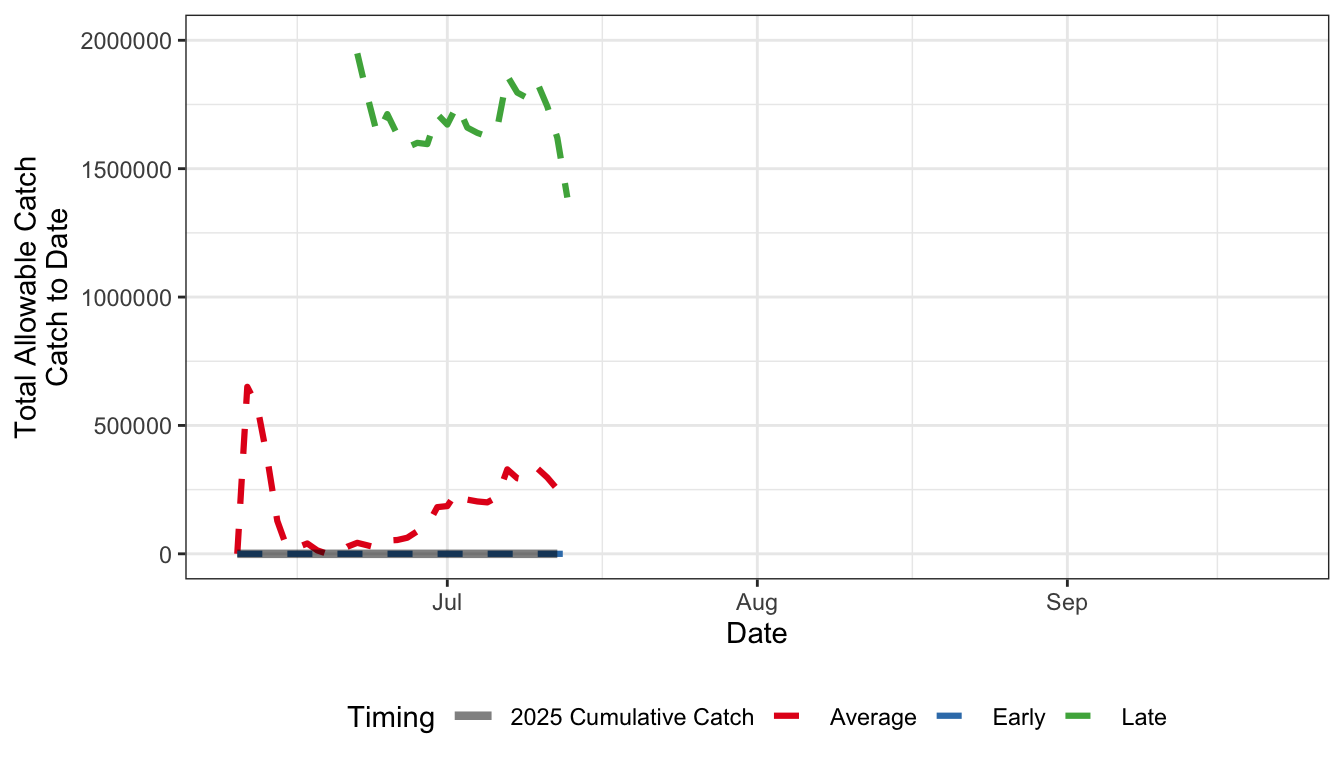 Total Allowable Catch
Catch to Date
2000000
1500000
1000000
500000
0
Jul
Aug
Sep
Date
Timing
2025 Cumulative Catch
Average
Early
Late